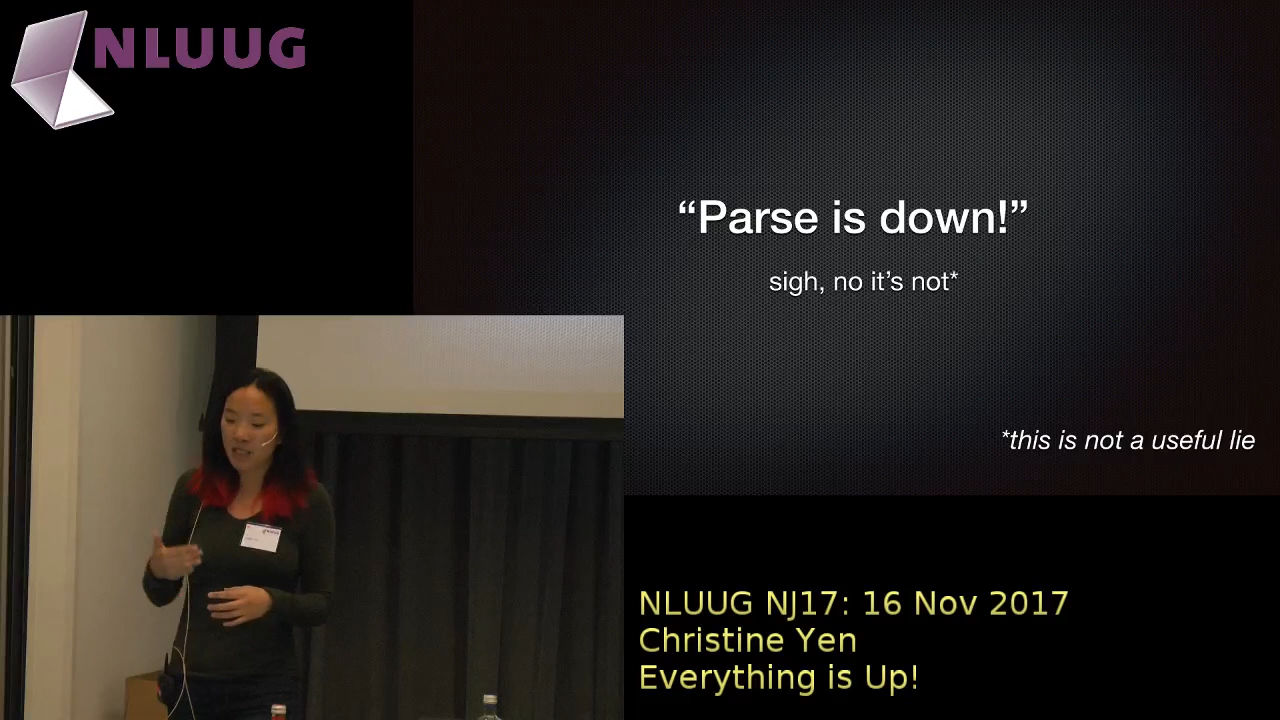 NLUUG
“Parse is down!”
sigh, no it’s not*
*this is not a useful lie
NLUUG NJ17: 16 Nov 2017
Christine Yen
Everything is Up!